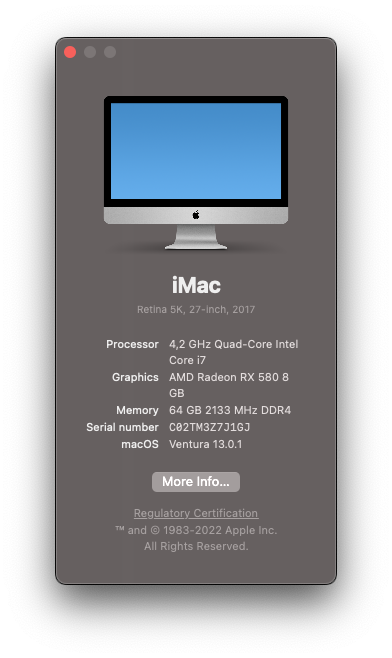 iMac
Retina 5K, 27-inch, 2017
Processor 4,2 GHz Quad-Core Intel
Core i7
Graphics AMD Radeon RX 580 8
GB
Memory 64 GB 2133 MHz DDR4
Serial number C02TM3Z7J1GJ
macOS Ventura 13.0.1
More Info...
Regulatory Certification
™ and © 1983-2022 Apple Inc.
All Rights Reserved.